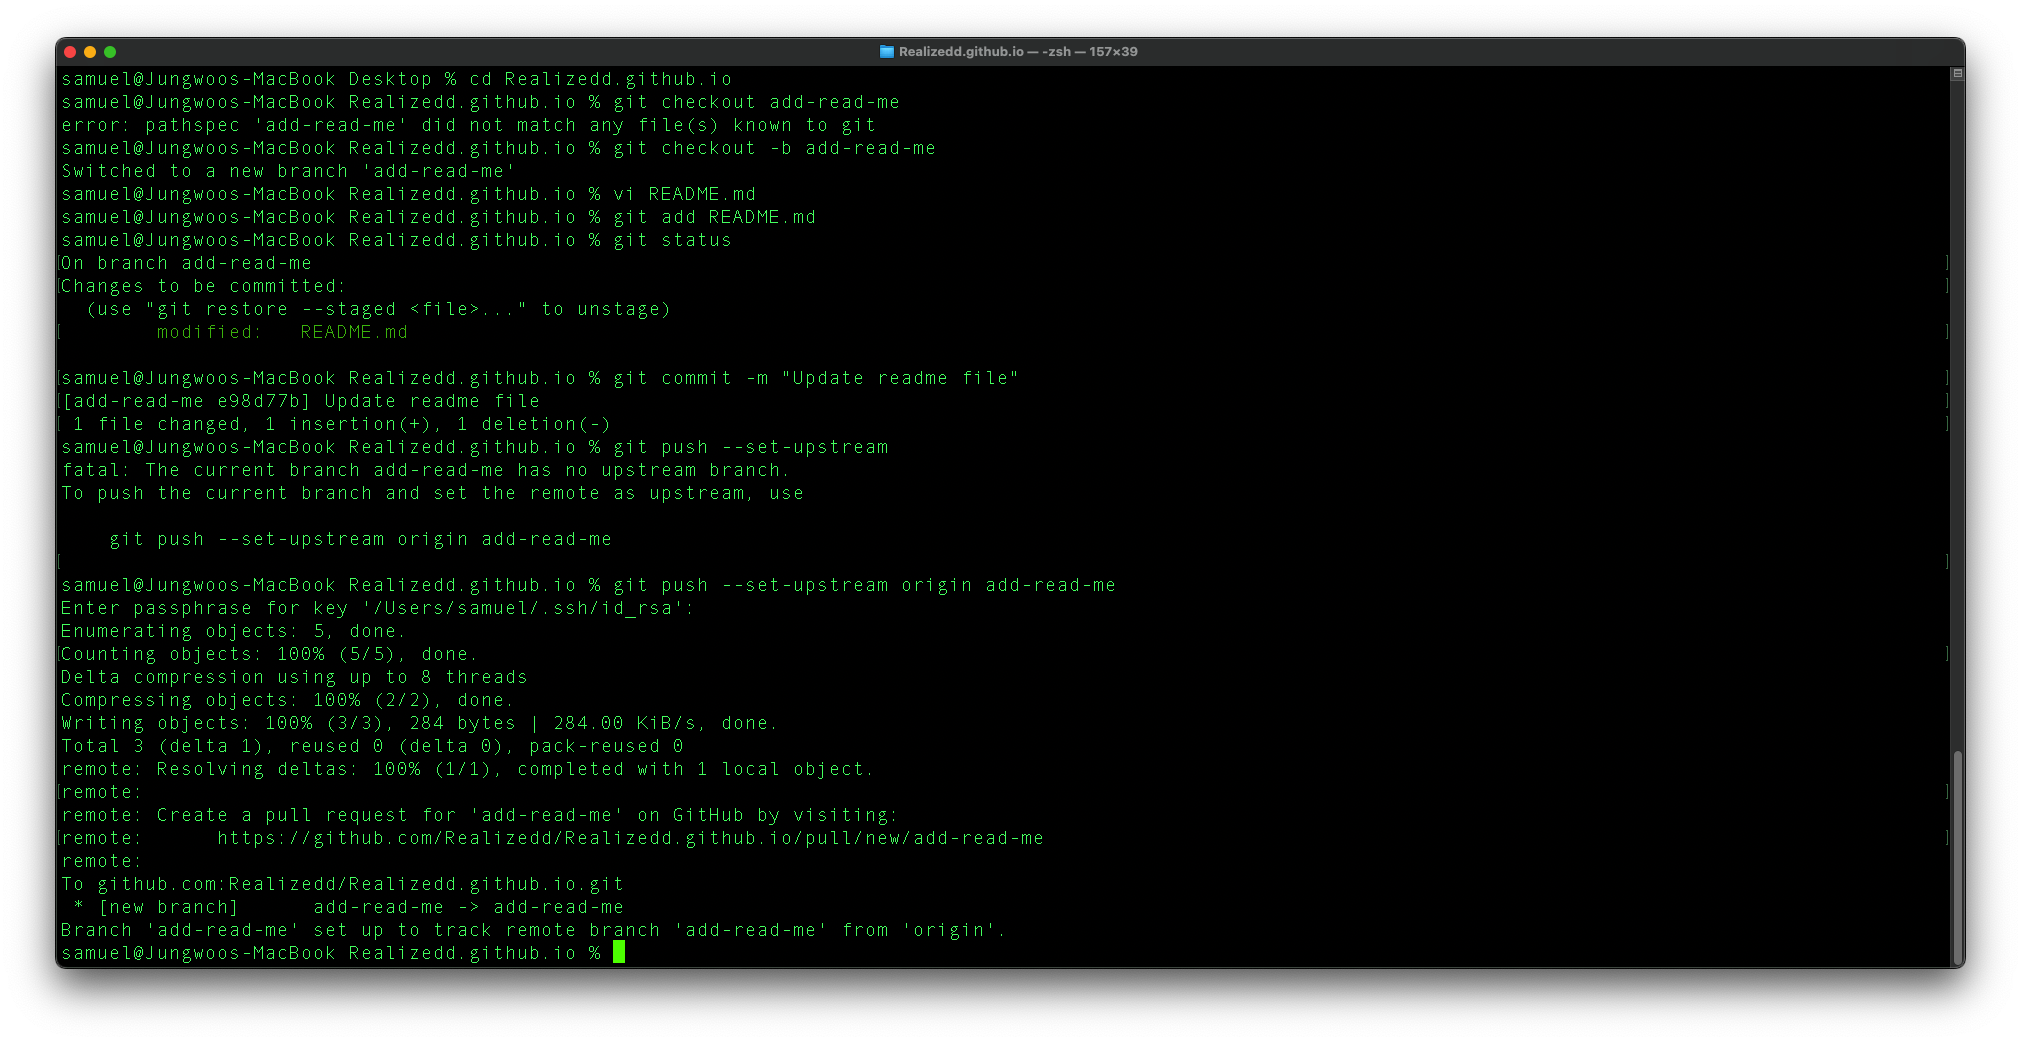 Realizedd.github.io — -zsh — 157×39
samuel@Jungwoos-MacBook Desktop % cd Realizedd.github.io
samuel@Jungwoos-MacBook Realizedd.github.io % git checkout add-read-me
error: pathspec 'add-read-me' did not match any file(s) known to git
samuel@Jungwoos-MacBook Realizedd.github.io % git checkout -b add-read-me
Switched to a new branch 'add-read-me'
samuel@Jungwoos-MacBook Realizedd.github.io % vi README.md
samuel@Jungwoos-MacBook Realizedd.github.io % git add README.md
samuel@Jungwoos-MacBook Realizedd.github.io % git status
On branch add-read-me
Changes to be committed:
  (use "git restore --staged <file>..." to unstage)
        modified:   README.md
samuel@Jungwoos-MacBook Realizedd.github.io % git commit -m "Update readme file"
[add-read-me e98d77b] Update readme file
 1 file changed, 1 insertion(+), 1 deletion(-)
samuel@Jungwoos-MacBook Realizedd.github.io % git push --set-upstream
fatal: The current branch add-read-me has no upstream branch.
To push the current branch and set the remote as upstream, use
    git push --set-upstream origin add-read-me
samuel@Jungwoos-MacBook Realizedd.github.io % git push --set-upstream origin add-read-me
Enter passphrase for key '/Users/samuel/.ssh/id_rsa':
Enumerating objects: 5, done.
Counting objects: 100% (5/5), done.
Delta compression using up to 8 threads
Compressing objects: 100% (2/2), done.
Writing objects: 100% (3/3), 284 bytes | 284.00 KiB/s, done.
Total 3 (delta 1), reused 0 (delta 0), pack-reused 0
remote: Resolving deltas: 100% (1/1), completed with 1 local object.
remote:
remote: Create a pull request for 'add-read-me' on GitHub by visiting:
remote:      https://github.com/Realizedd/Realizedd.github.io/pull/new/add-read-me
remote:
To github.com:Realizedd/Realizedd.github.io.git
 * [new branch]      add-read-me -> add-read-me
Branch 'add-read-me' set up to track remote branch 'add-read-me' from 'origin'.
samuel@Jungwoos-MacBook Realizedd.github.io %